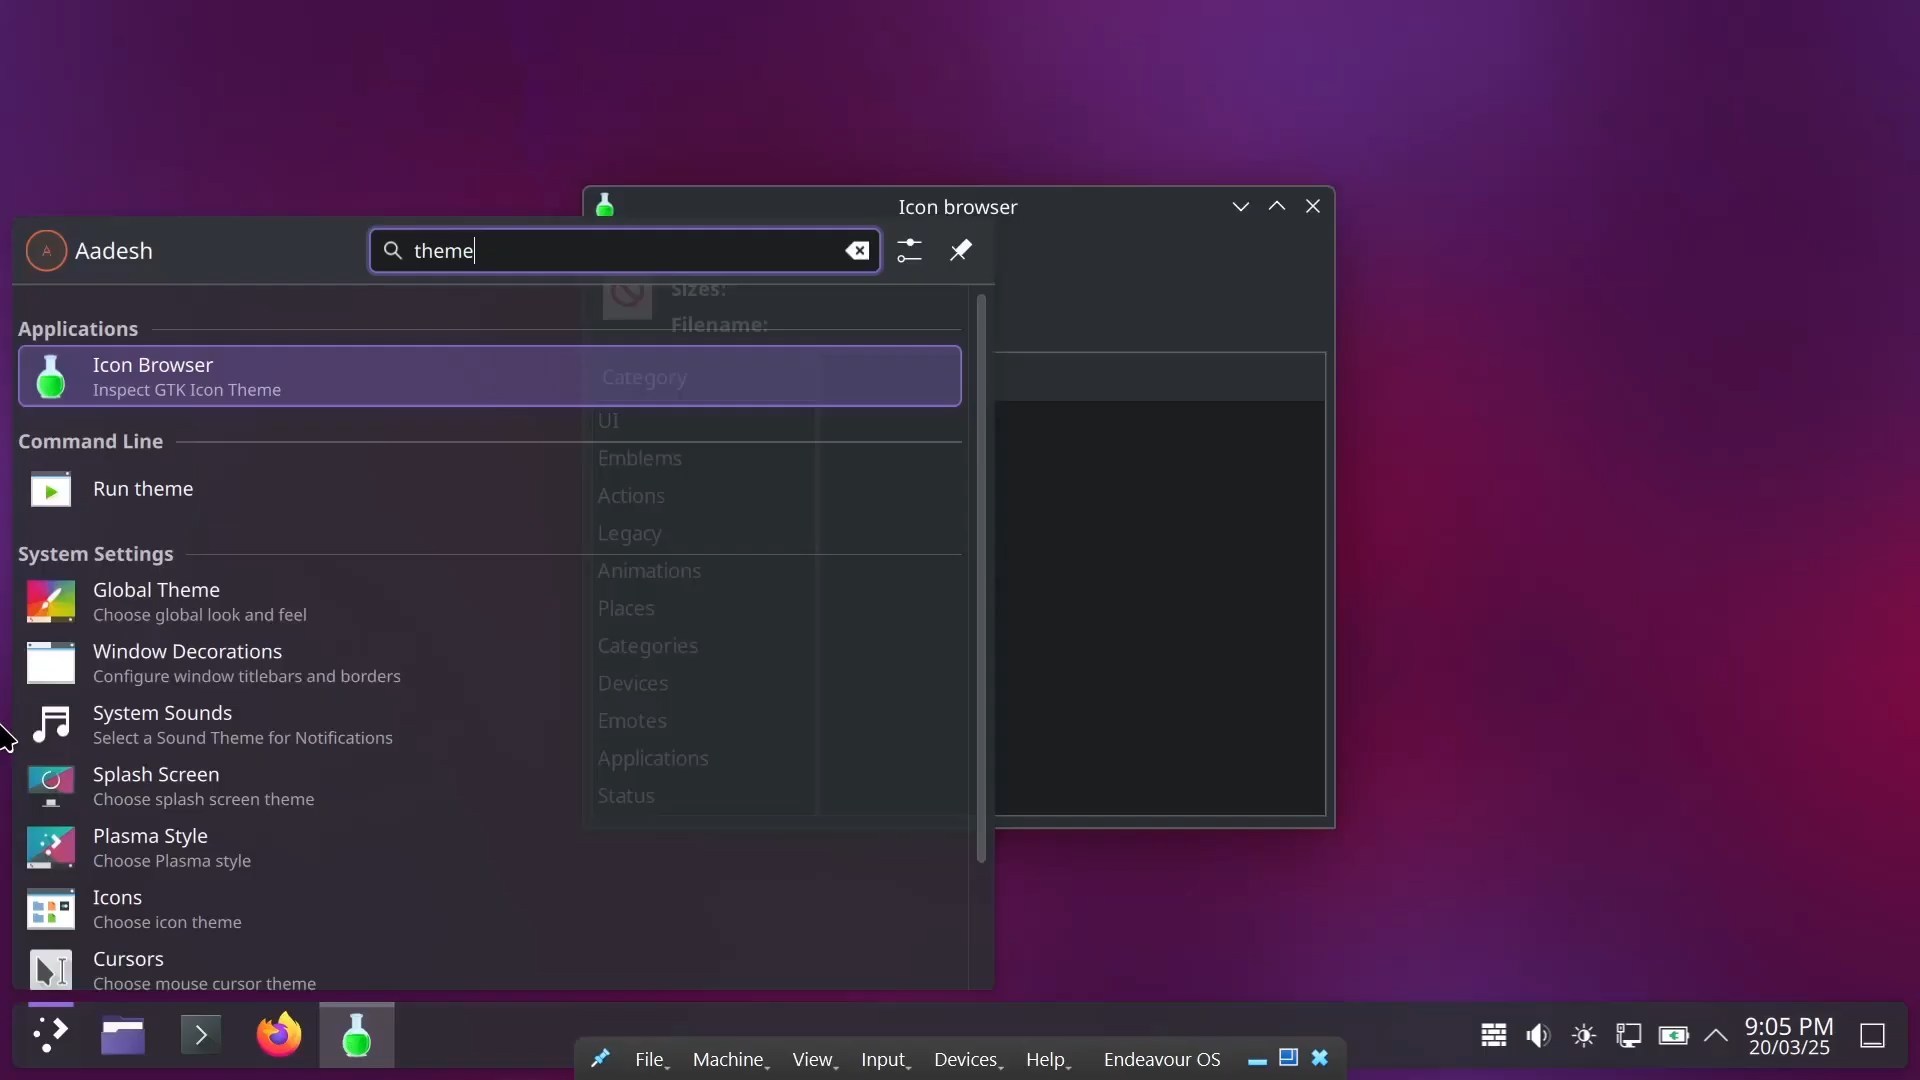 Icon browser
A
Aadesh
theme
Sizes:
Filename:
Applications
Icon Browser
Inspect GTK Icon Theme
Category
UI
Command Line
Emblems
Run theme
Actions
Legacy
System Settings
Animations
Global Theme
Choose global look and feel
Places
Window Decorations
Configure window titlebars and borders
Categories
Devices
System Sounds
Select a Sound Theme for Notifications
Emotes
Applications
Splash Screen
Choose splash screen theme
Status
Plasma Style
Choose Plasma style
Icons
Choose icon theme
Cursors
Choose mouse cursor theme
9:05 PM
20/03/25
File Machine View Input Devices Help Endeavour OS